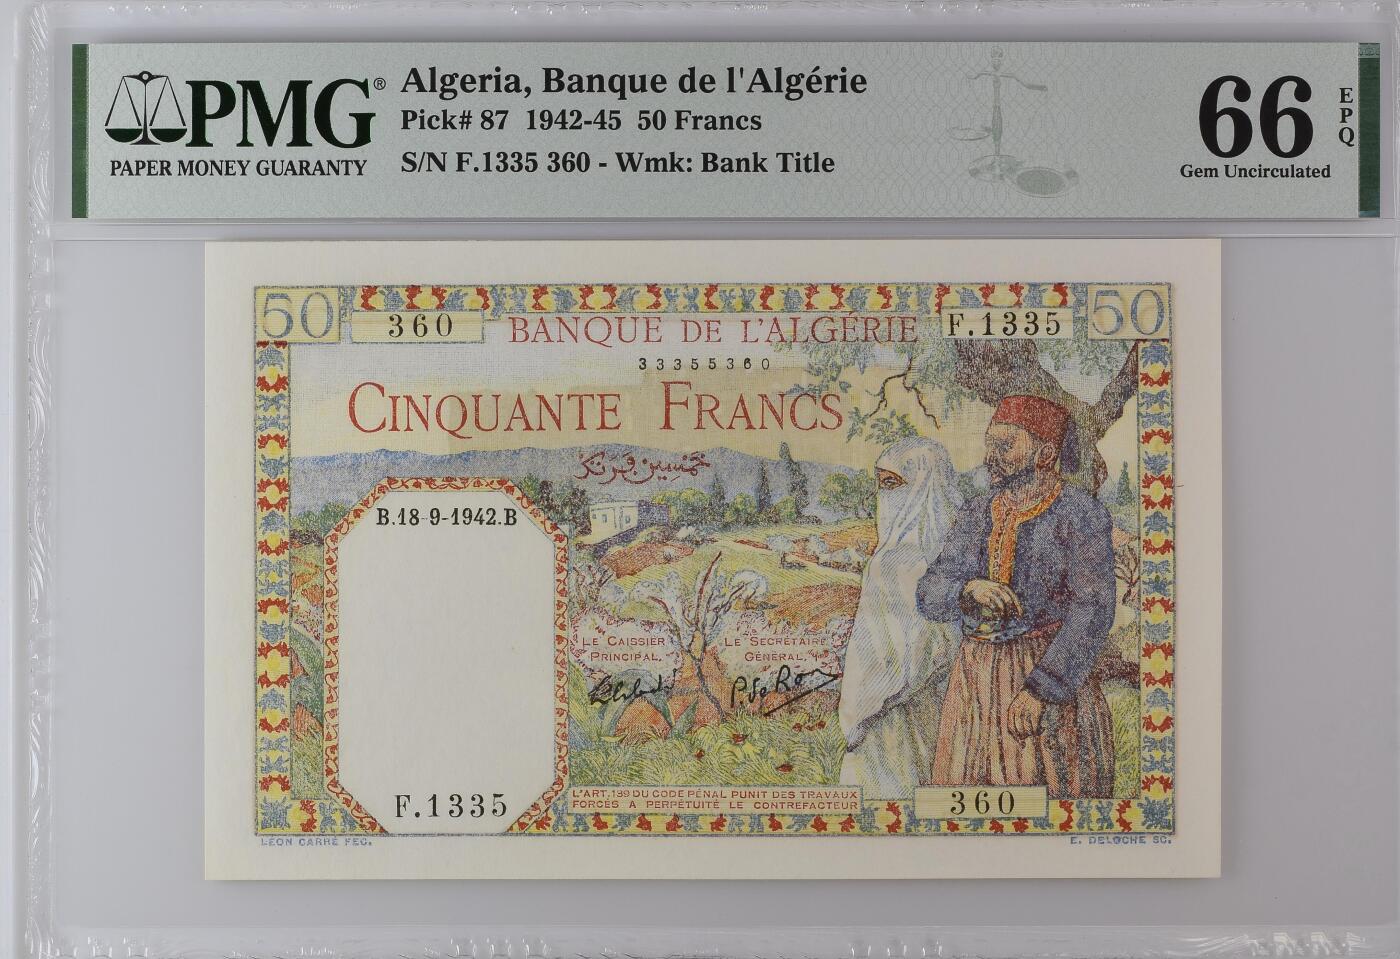 PMG®
PAPER MONEY GUARANTY
Algeria, Banque de l'Algérie
Pick# 87 1942-45 50 Francs
S/N F.1335 360 - Wmk: Bank Title
66
EPQ
Gem Uncirculated
50
360
BANQUE DE L'ALGÉRIE
F.1335
50
33355360
CINQUANTE FRANCS
خمسين فرنك
B.18-9-1942.B
LE CAISSIER PRINCIPAL,
LE SECRÉTAIRE GÉNÉRAL,
F.1335
L'ART.139 DU CODE PÉNAL PUNIT DES TRAVAUX
FORCÉS A PERPÉTUITÉ LE CONTREFACTEUR
360
LÉON CARRÉ FEC.
E. DELOCHE SC.